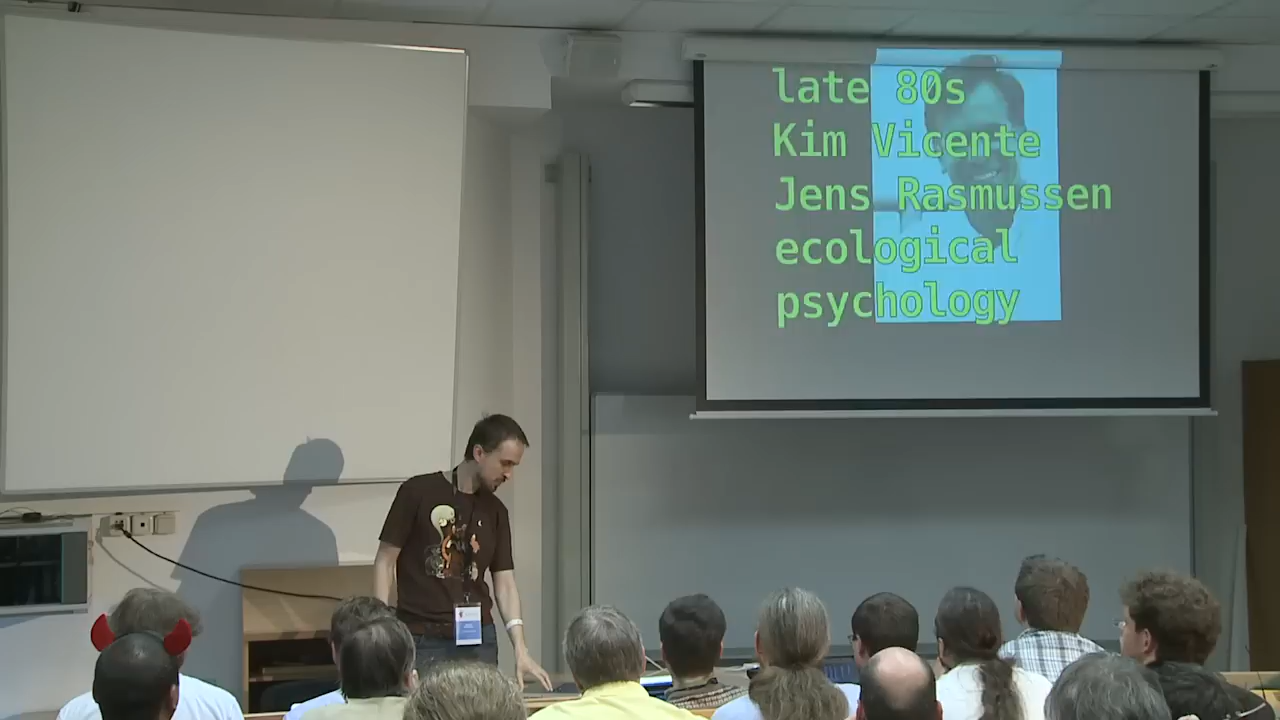 late 80s
Kim Vicente
Jens Rasmussen
ecological
psychology